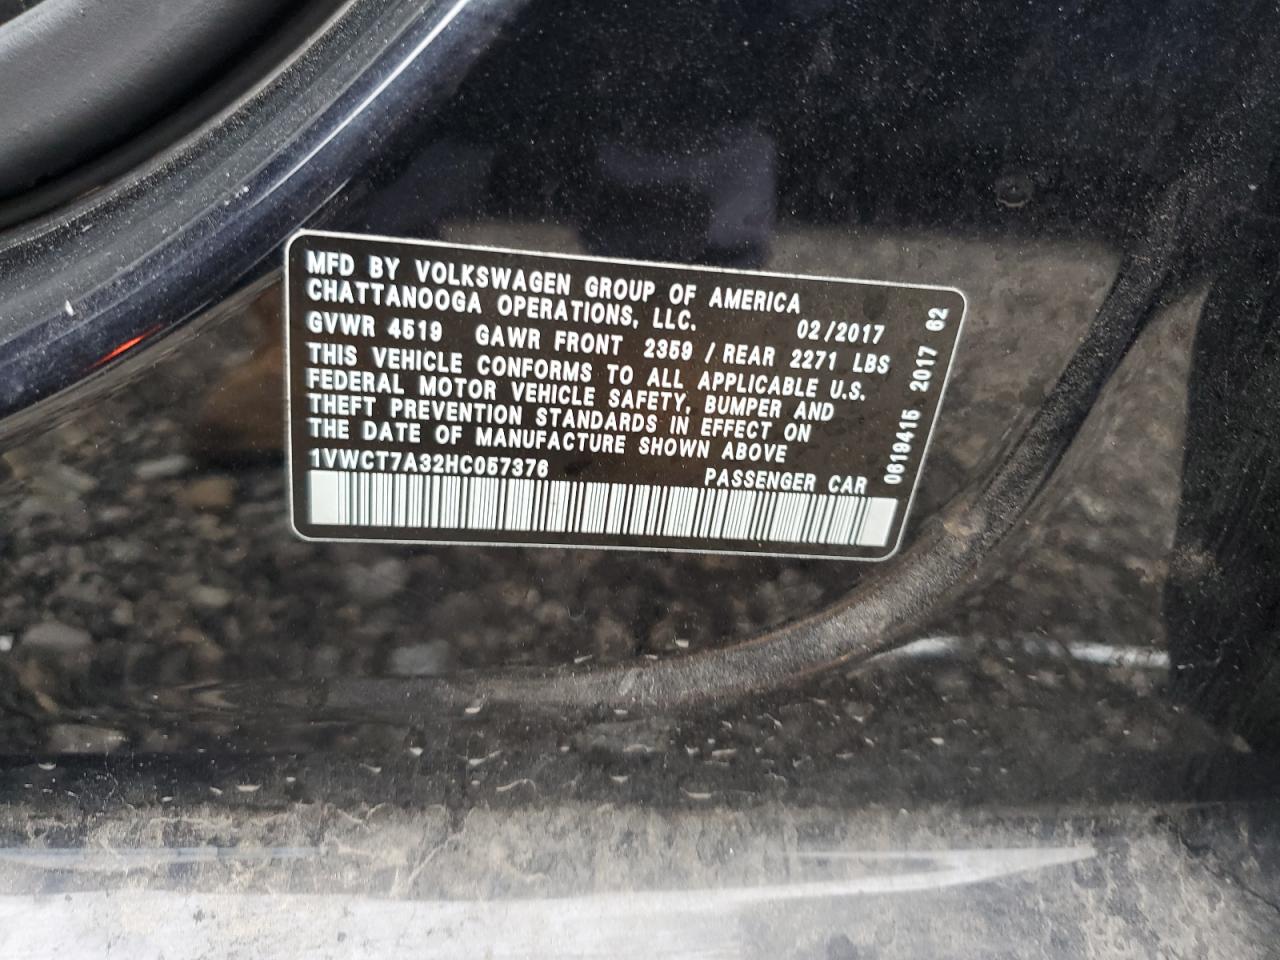 MFD BY VOLKSWAGEN GROUP OF AMERICA
CHATTANOOGA OPERATIONS, LLC. 02/2017
GVWR 4519 GAWR FRONT 2359 / REAR 2271 LBS
THIS VEHICLE CONFORMS TO ALL APPLICABLE U.S.
FEDERAL MOTOR VEHICLE SAFETY, BUMPER AND
THEFT PREVENTION STANDARDS IN EFFECT ON
THE DATE OF MANUFACTURE SHOWN ABOVE
1VWCT7A32HC057376 PASSENGER CAR
0619415 2017 62